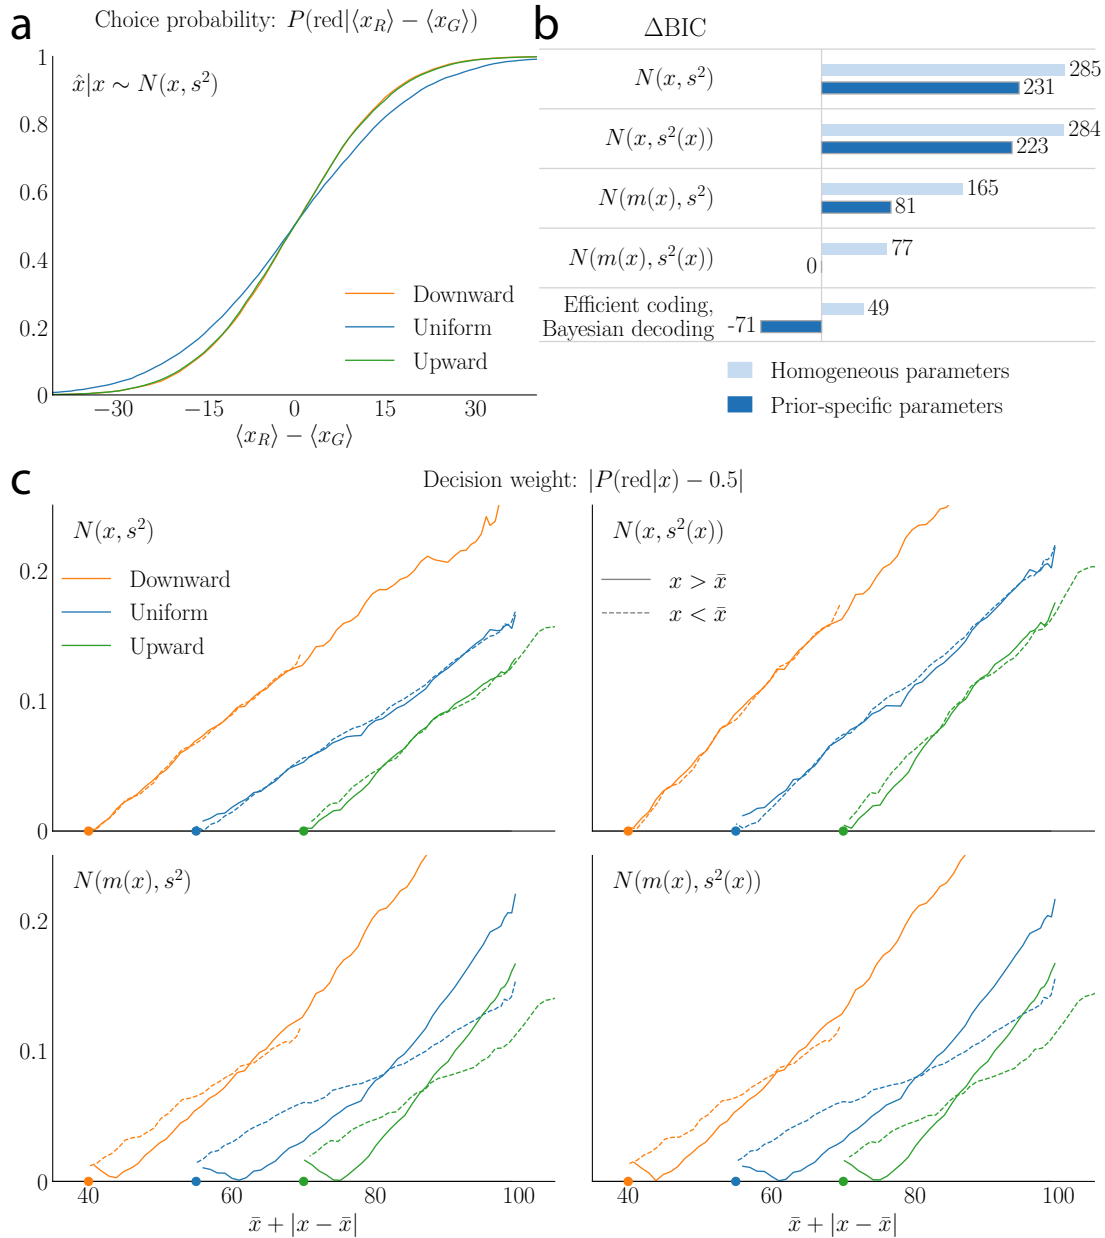 a
Choice probability: P(red|⟨x_R⟩ − ⟨x_G⟩)
x̂|x ∼ N(x, s²)
1
0.8
0.6
0.4
0.2
0
Downward
Uniform
Upward
−30 −15 0 15 30
⟨x_R⟩ − ⟨x_G⟩
b
ΔBIC
N(x, s²) 285
231
N(x, s²(x)) 284
223
N(m(x), s²) 165
81
N(m(x), s²(x)) 77
0
Efficient coding, 49
Bayesian decoding -71
Homogeneous parameters
Prior-specific parameters
c
Decision weight: |P(red|x) − 0.5|
N(x, s²)
Downward
Uniform
Upward
0.2
0.1
0
N(x, s²(x))
x > x̄
x < x̄
N(m(x), s²)
0.2
0.1
0
40 60 80 100
x̄ + |x − x̄|
N(m(x), s²(x))
40 60 80 100
x̄ + |x − x̄|